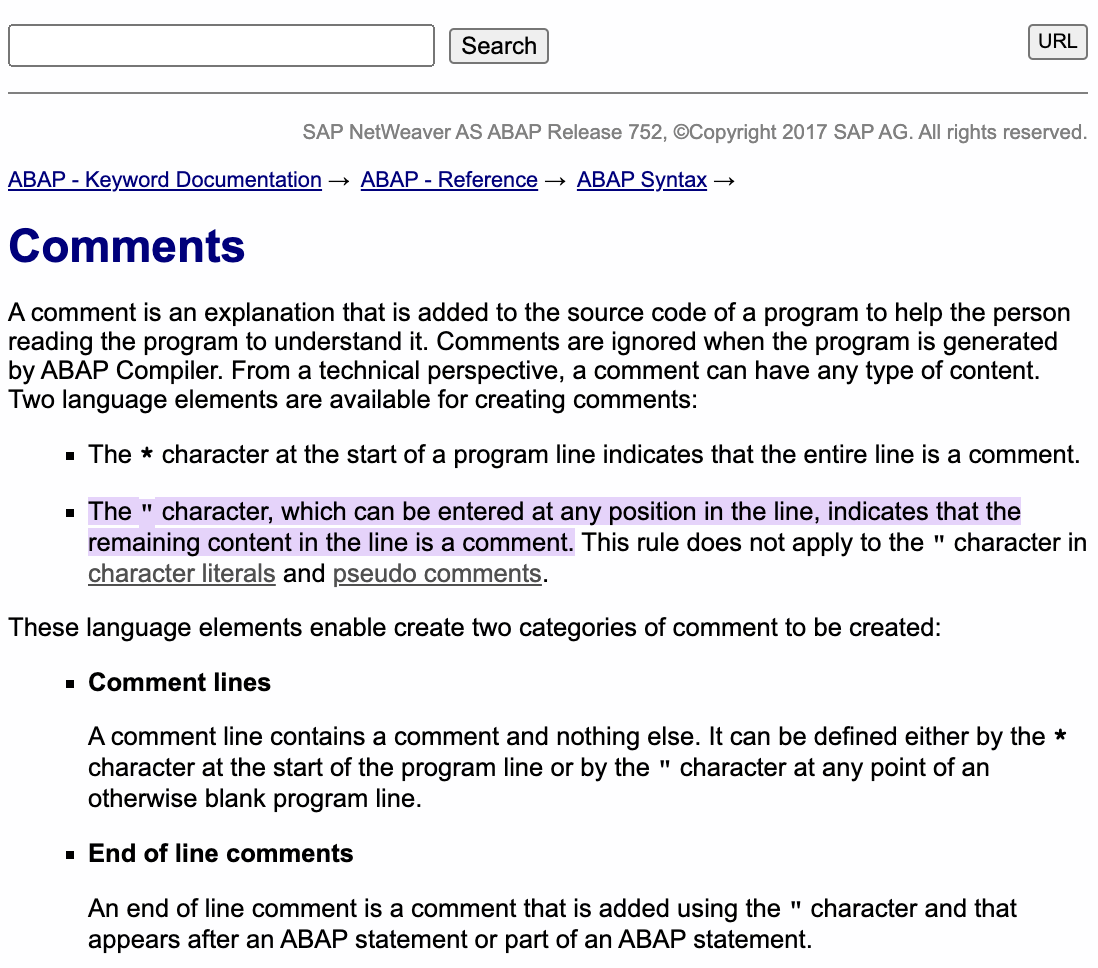 Search
URL
SAP NetWeaver AS ABAP Release 752, ©Copyright 2017 SAP AG. All rights reserved.
ABAP - Keyword Documentation → ABAP - Reference → ABAP Syntax →
Comments
A comment is an explanation that is added to the source code of a program to help the person
reading the program to understand it. Comments are ignored when the program is generated
by ABAP Compiler. From a technical perspective, a comment can have any type of content.
Two language elements are available for creating comments:
▪ The * character at the start of a program line indicates that the entire line is a comment.
▪ The " character, which can be entered at any position in the line, indicates that the
remaining content in the line is a comment. This rule does not apply to the " character in
character literals and pseudo comments.
These language elements enable create two categories of comment to be created:
▪ Comment lines
A comment line contains a comment and nothing else. It can be defined either by the *
character at the start of the program line or by the " character at any point of an
otherwise blank program line.
▪ End of line comments
An end of line comment is a comment that is added using the " character and that
appears after an ABAP statement or part of an ABAP statement.